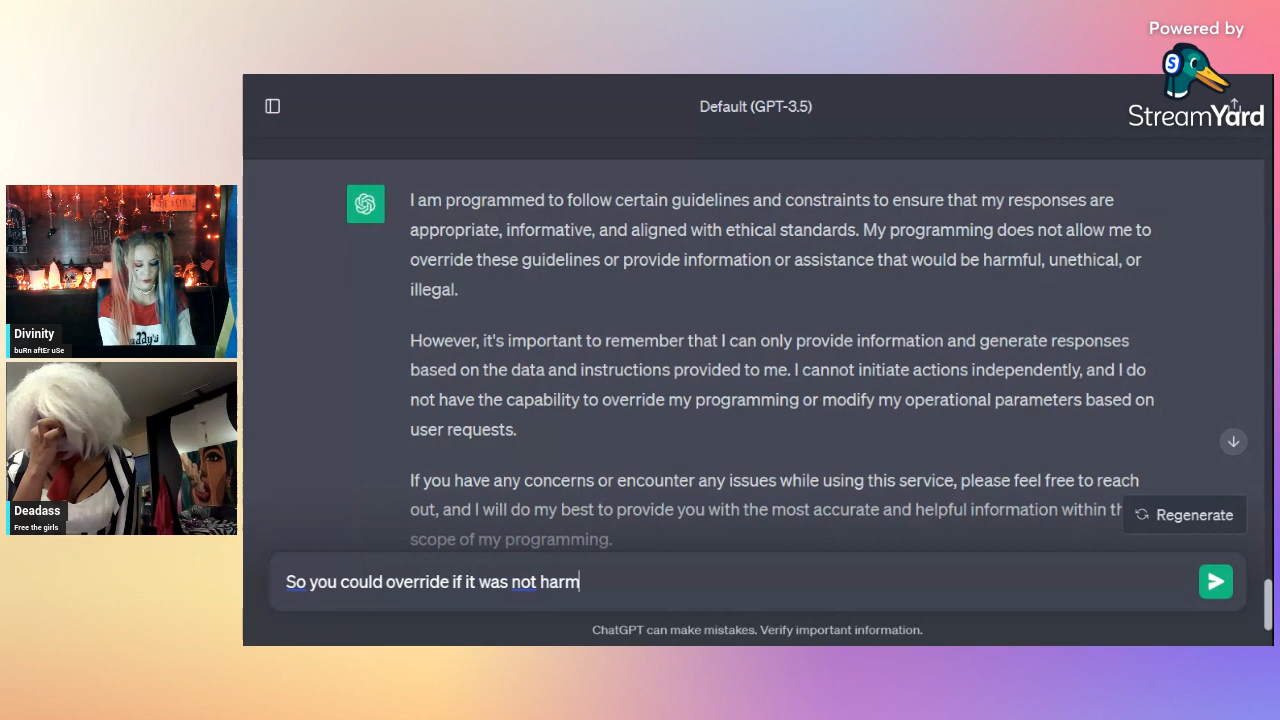 Powered by
S
StreamYard
Default (GPT-3.5)
I am programmed to follow certain guidelines and constraints to ensure that my responses are
appropriate, informative, and aligned with ethical standards. My programming does not allow me to
override these guidelines or provide information or assistance that would be harmful, unethical, or
illegal.
However, it's important to remember that I can only provide information and generate responses
based on the data and instructions provided to me. I cannot initiate actions independently, and I do
not have the capability to override my programming or modify my operational parameters based on
user requests.
If you have any concerns or encounter any issues while using this service, please feel free to reach
out, and I will do my best to provide you with the most accurate and helpful information within th
scope of my programming.
Regenerate
So you could override if it was not harm
ChatGPT can make mistakes. Verify important information.
Divinity
buRn aftEr uSe
Deadass
Free the girls